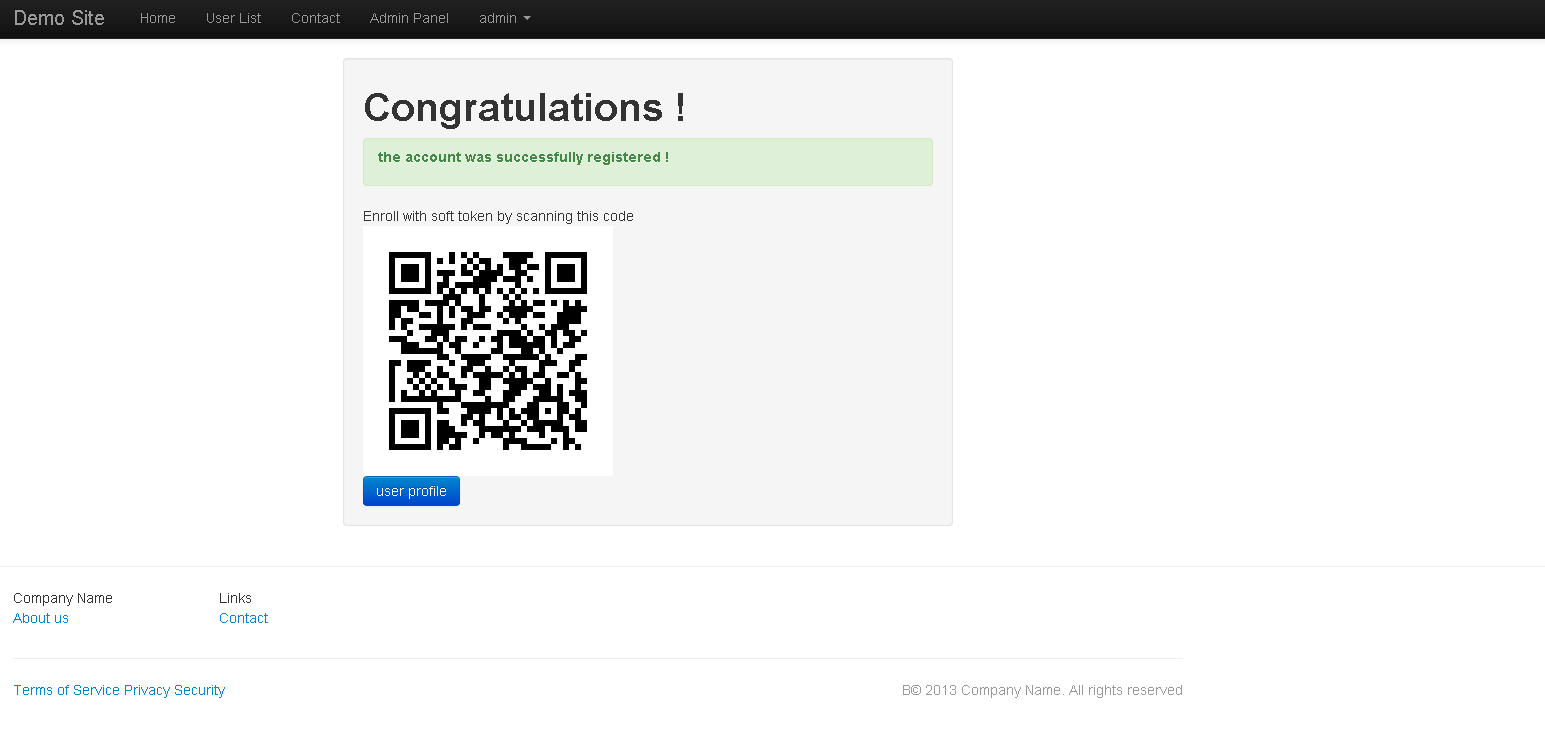 Demo Site Home User List Contact Admin Panel admin
Congratulations !
the account was successfully registered !
Enroll with soft token by scanning this code
user profile
Company Name Links
About us Contact
Terms of Service Privacy Security B© 2013 Company Name. All rights reserved